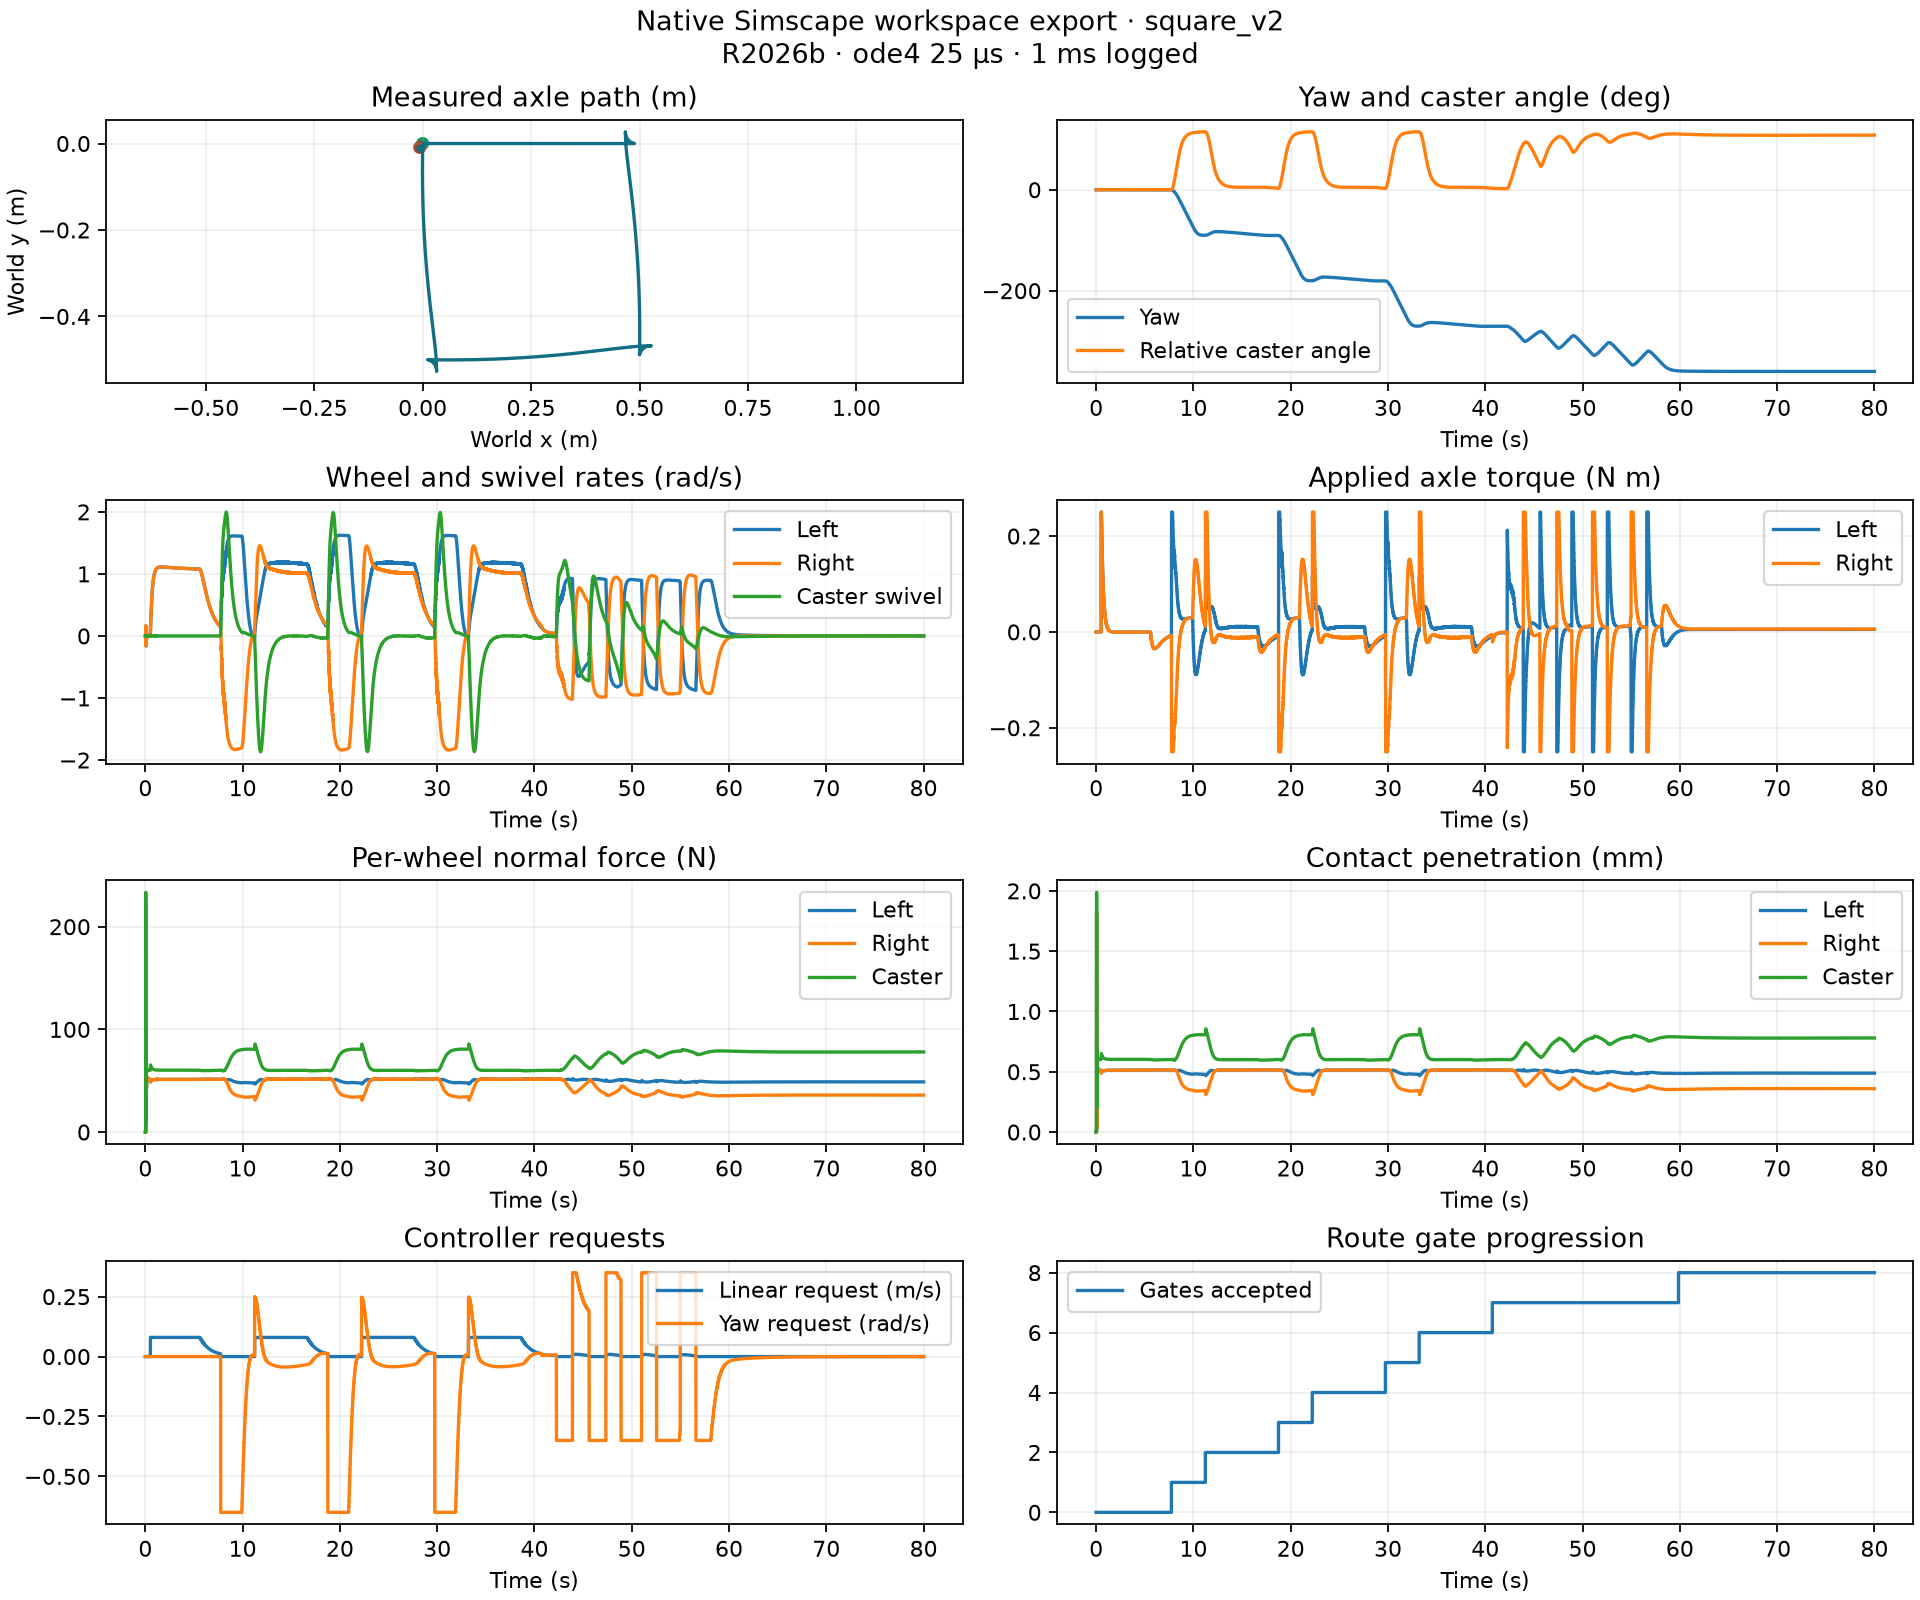 Native Simscape workspace export · square_v2
R2026b · ode4 25 µs · 1 ms logged
Measured axle path (m)
World y (m)
0.0
−0.2
−0.4
−0.50
−0.25
0.00
0.25
0.50
0.75
1.00
World x (m)
Yaw and caster angle (deg)
0
−200
Yaw
Relative caster angle
0
10
20
30
40
50
60
70
80
Time (s)
Wheel and swivel rates (rad/s)
2
1
0
−1
−2
Left
Right
Caster swivel
0
10
20
30
40
50
60
70
80
Time (s)
Applied axle torque (N m)
0.2
0.0
−0.2
Left
Right
0
10
20
30
40
50
60
70
80
Time (s)
Per-wheel normal force (N)
200
100
0
Left
Right
Caster
0
10
20
30
40
50
60
70
80
Time (s)
Contact penetration (mm)
2.0
1.5
1.0
0.5
0.0
Left
Right
Caster
0
10
20
30
40
50
60
70
80
Time (s)
Controller requests
0.25
0.00
−0.25
−0.50
Linear request (m/s)
Yaw request (rad/s)
0
10
20
30
40
50
60
70
80
Time (s)
Route gate progression
8
6
4
2
0
Gates accepted
0
10
20
30
40
50
60
70
80
Time (s)